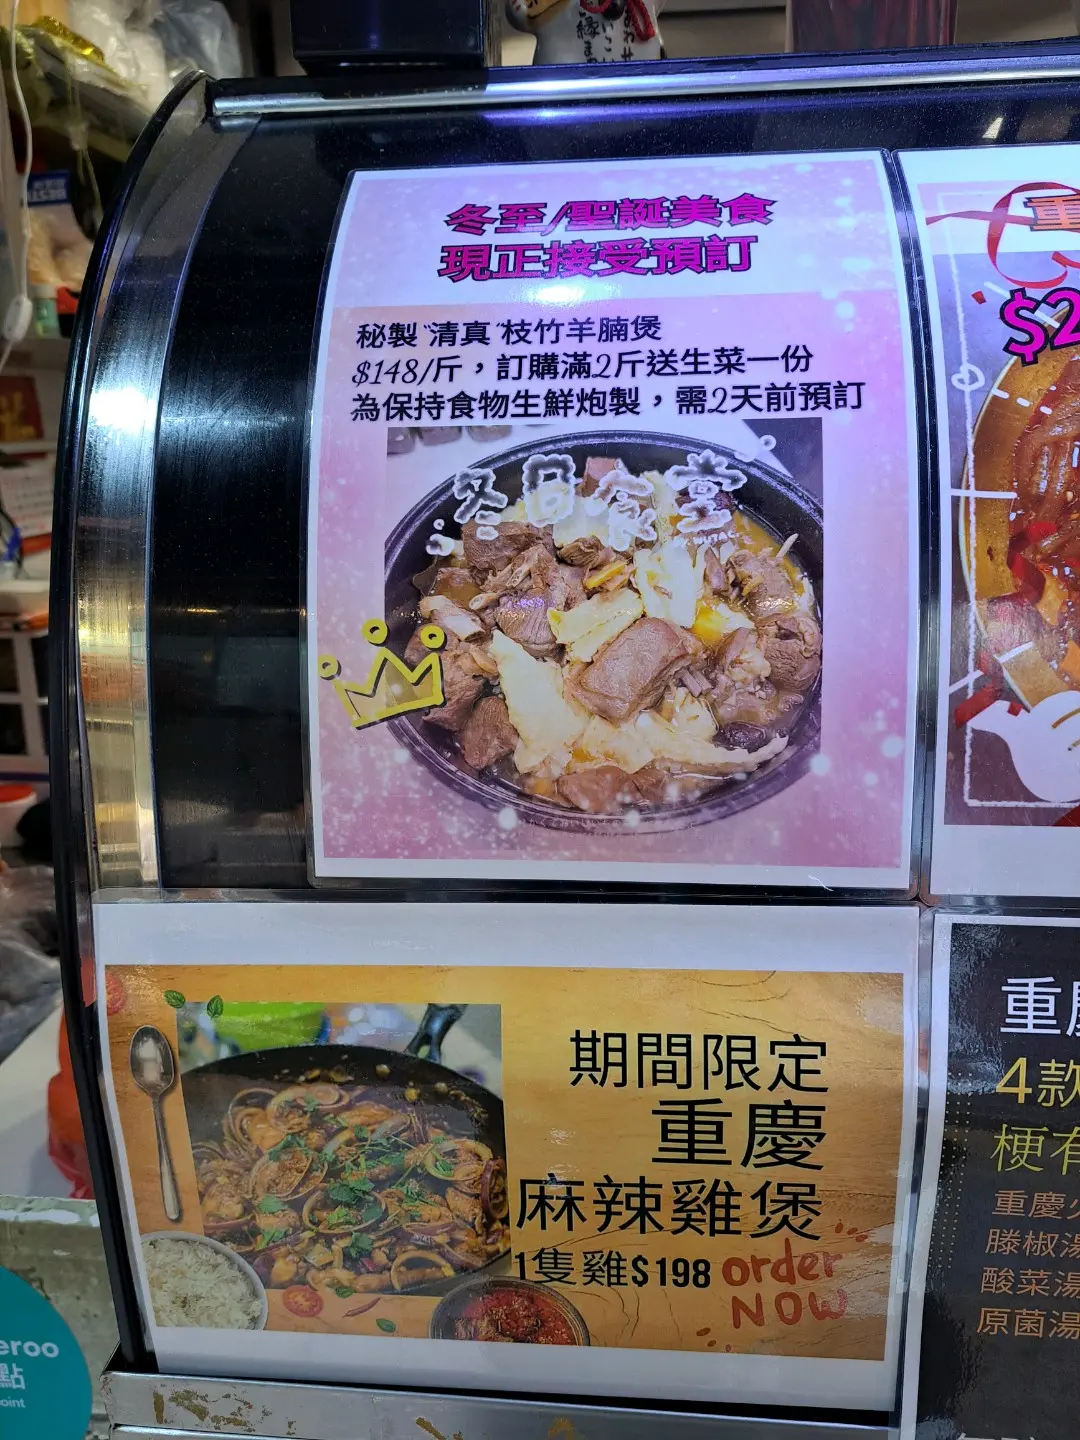 冬至/聖誕美食
現正接受預訂
秘製"清真"枝竹羊腩煲
$148/斤，訂購滿2斤送生菜一份
為保持食物生鮮炮製，需2天前預訂
冬日食堂
期間限定
重慶
麻辣雞煲
1隻雞$198
order
NOW
重
$2
重慶
4款
梗有
重慶火
滕椒湯
酸菜湯
原菌湯
eroo
點
oint